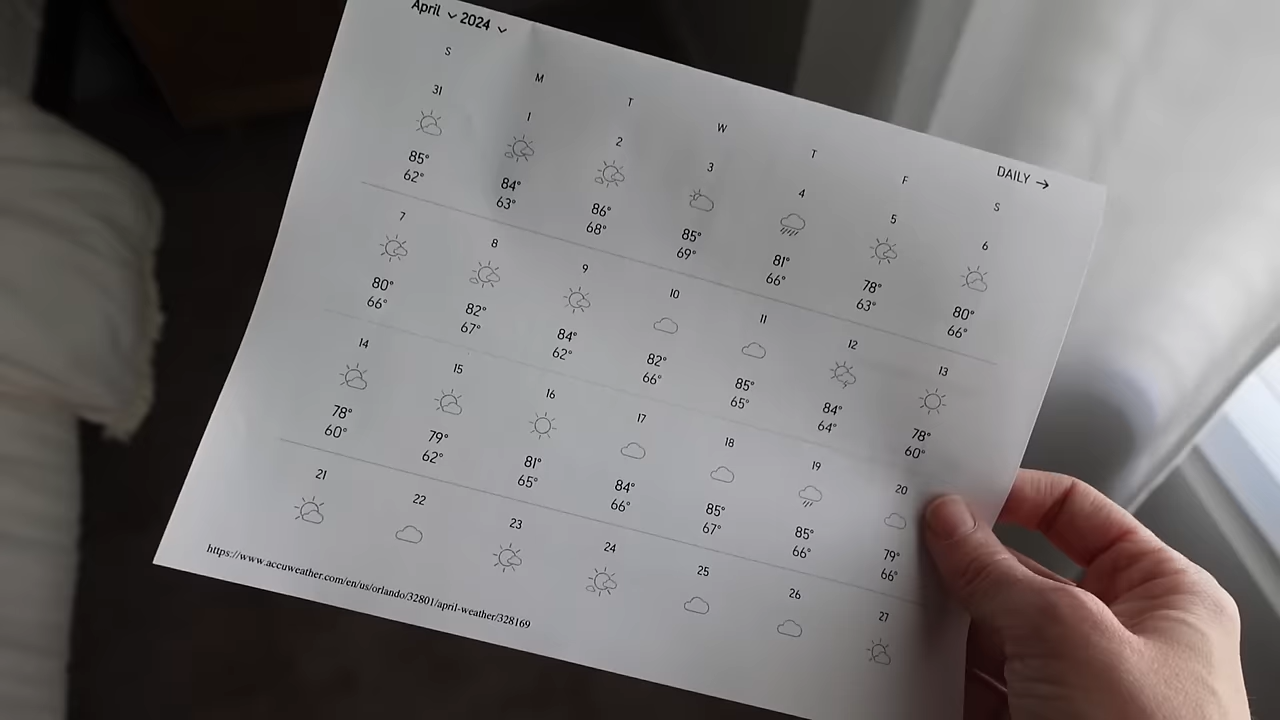 April 2024
DAILY →
S M T W T F S
31 1 2 3 4 5 6
85° 84° 86° 85° 81° 78° 80°
62° 63° 68° 69° 66° 63° 66°
7 8 9 10 11 12 13
80° 82° 84° 82° 85° 84° 78°
66° 67° 62° 66° 65° 64° 60°
14 15 16 17 18 19 20
78° 79° 81° 84° 85° 85° 79°
60° 62° 65° 66° 67° 66° 66°
21 22 23 24 25 26 27
https://www.accuweather.com/en/us/orlando/32801/april-weather/328169